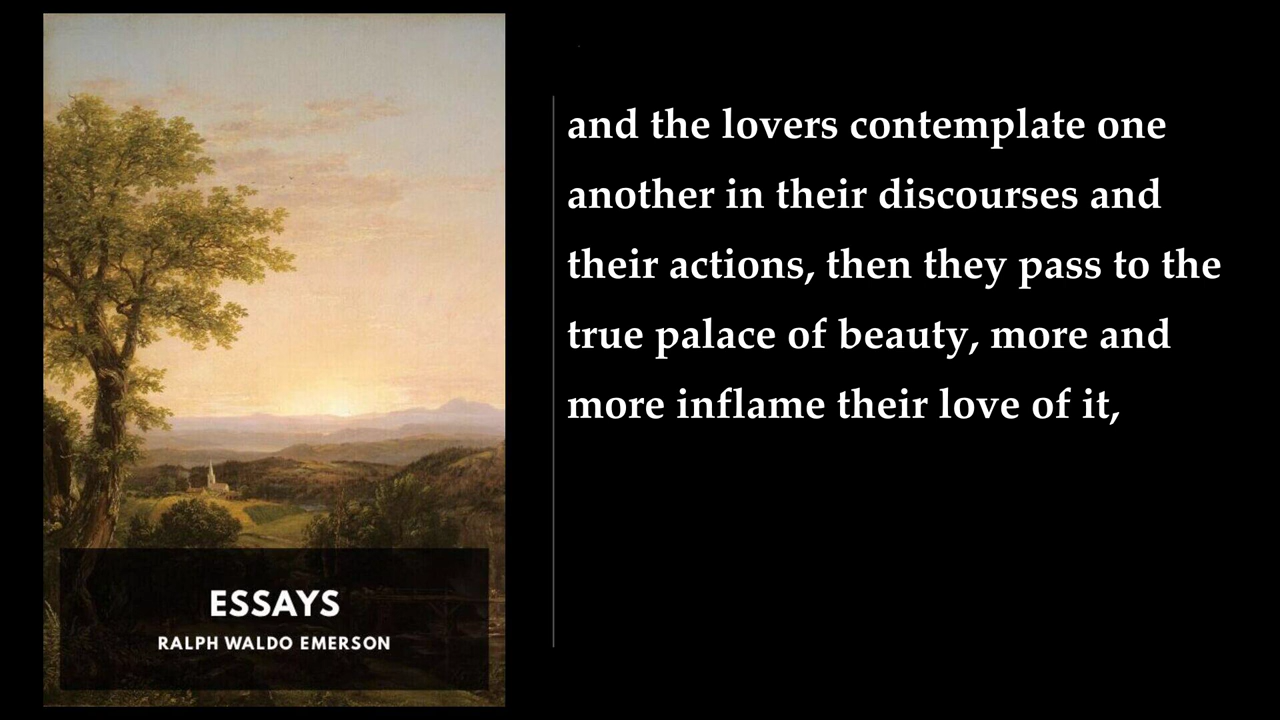 and the lovers contemplate one
another in their discourses and
their actions, then they pass to the
true palace of beauty, more and
more inflame their love of it,
ESSAYS
RALPH WALDO EMERSON